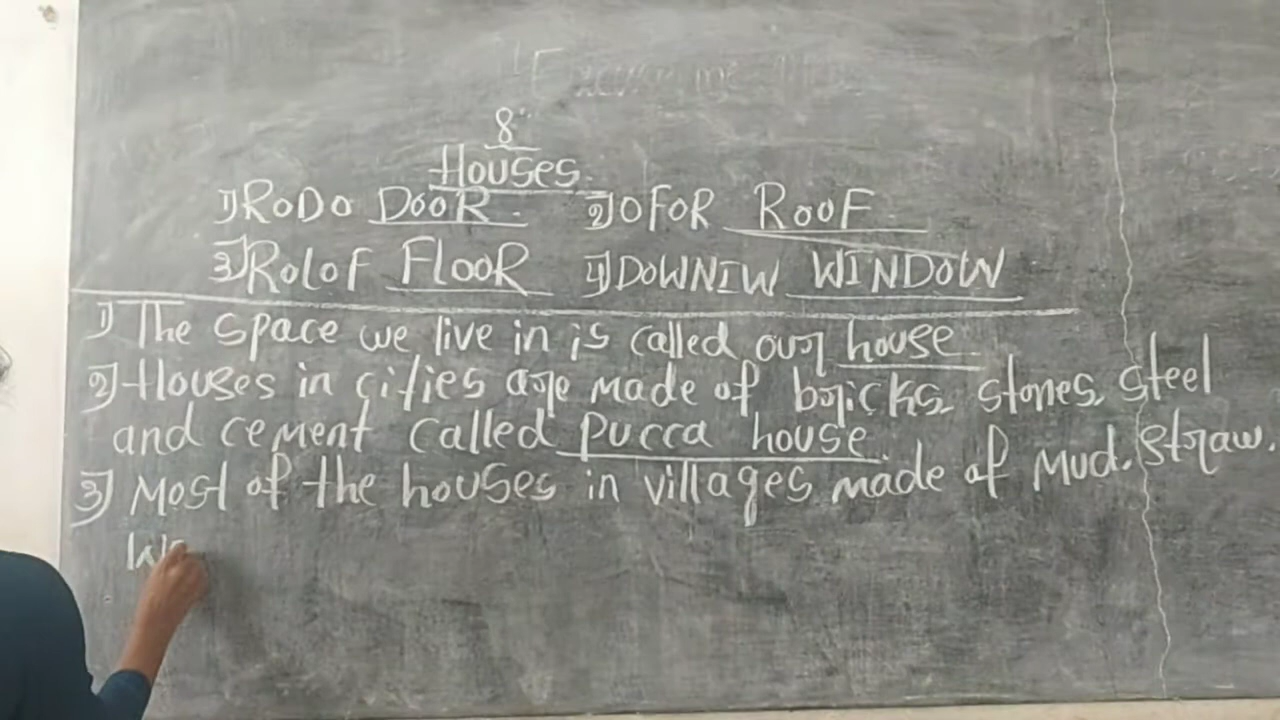 8
Houses.
1) RODO DOOR. 2) OFOR ROOF
3) ROLOF FLOOR 4) DOWNIW WINDOW
1) The space we live in is called our house.
2) Houses in cities are made of bricks, stones, steel
and cement called pucca house.
3) Most of the houses in villages made of mud, straw.